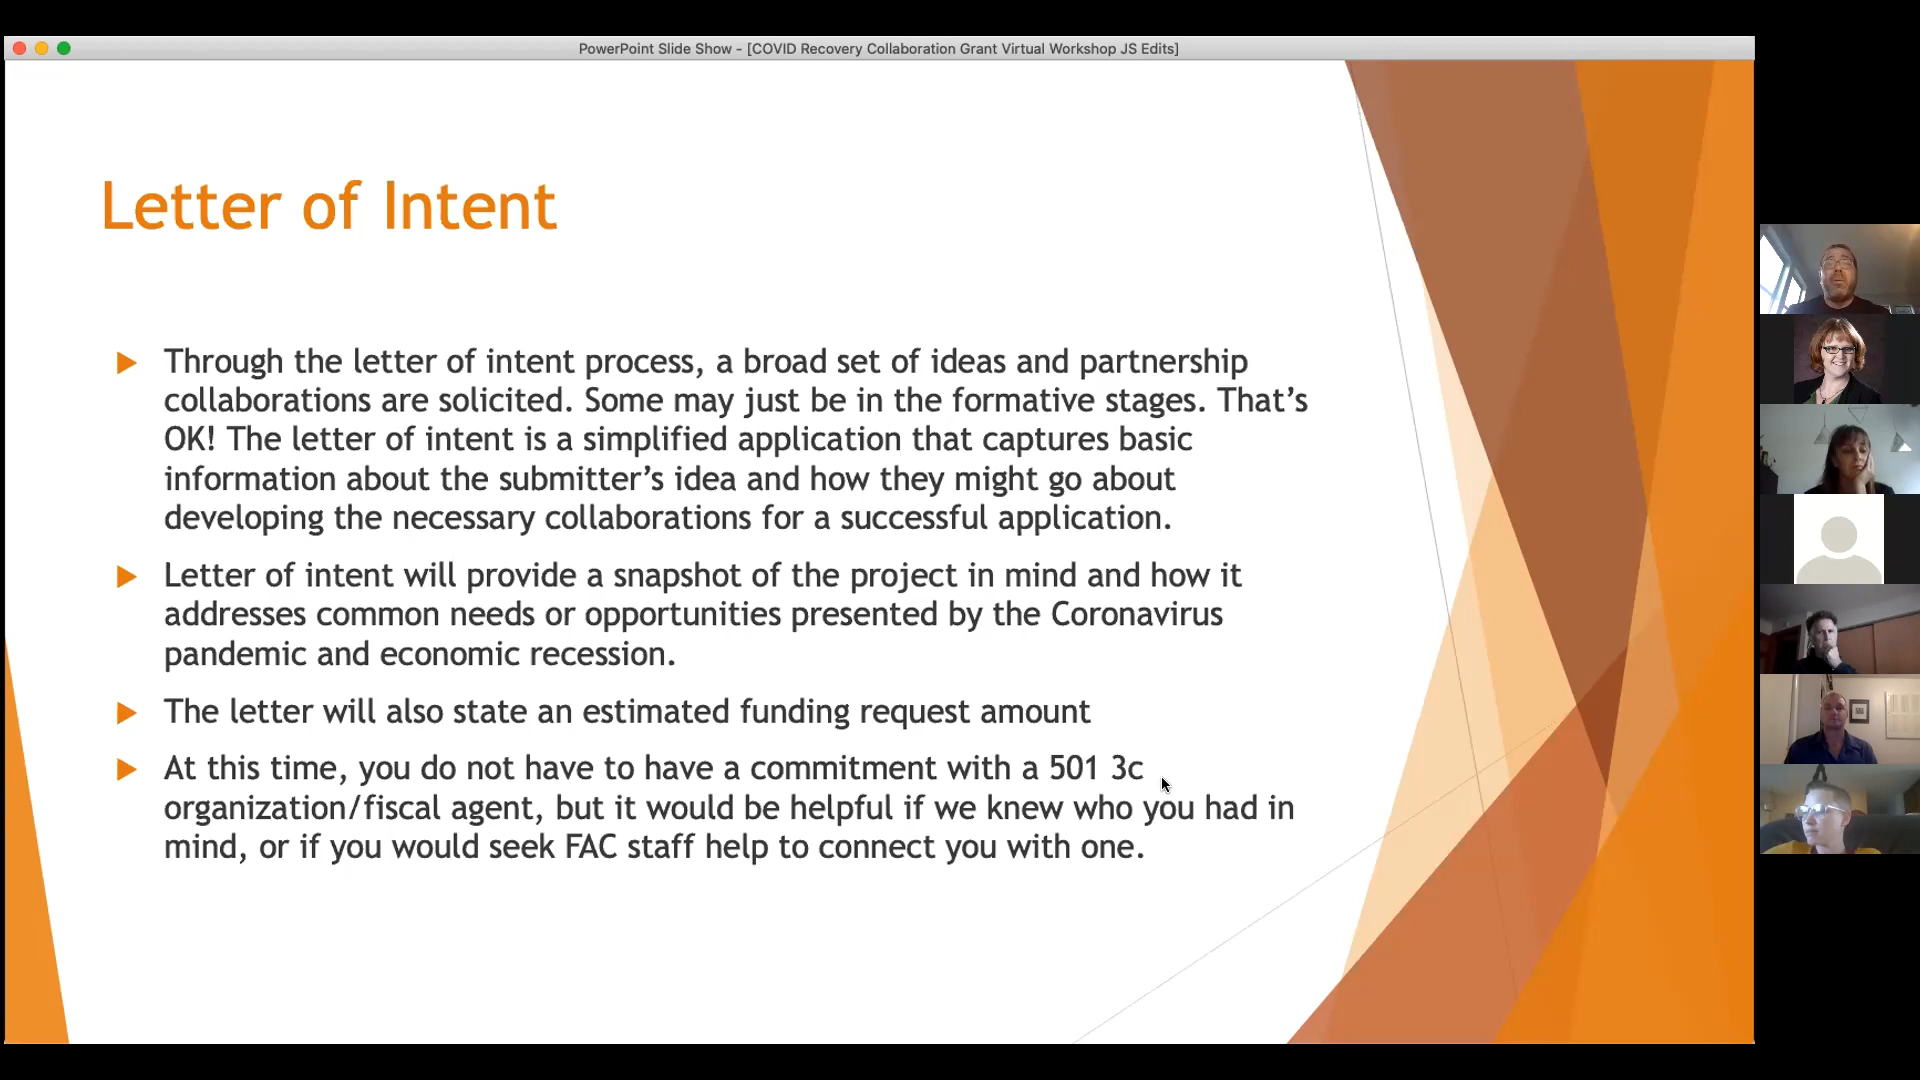 PowerPoint Slide Show - [COVID Recovery Collaboration Grant Virtual Workshop JS Edits]
Letter of Intent
Through the letter of intent process, a broad set of ideas and partnership
collaborations are solicited. Some may just be in the formative stages. That’s
OK! The letter of intent is a simplified application that captures basic
information about the submitter’s idea and how they might go about
developing the necessary collaborations for a successful application.
Letter of intent will provide a snapshot of the project in mind and how it
addresses common needs or opportunities presented by the Coronavirus
pandemic and economic recession.
The letter will also state an estimated funding request amount
At this time, you do not have to have a commitment with a 501 3c
organization/fiscal agent, but it would be helpful if we knew who you had in
mind, or if you would seek FAC staff help to connect you with one.